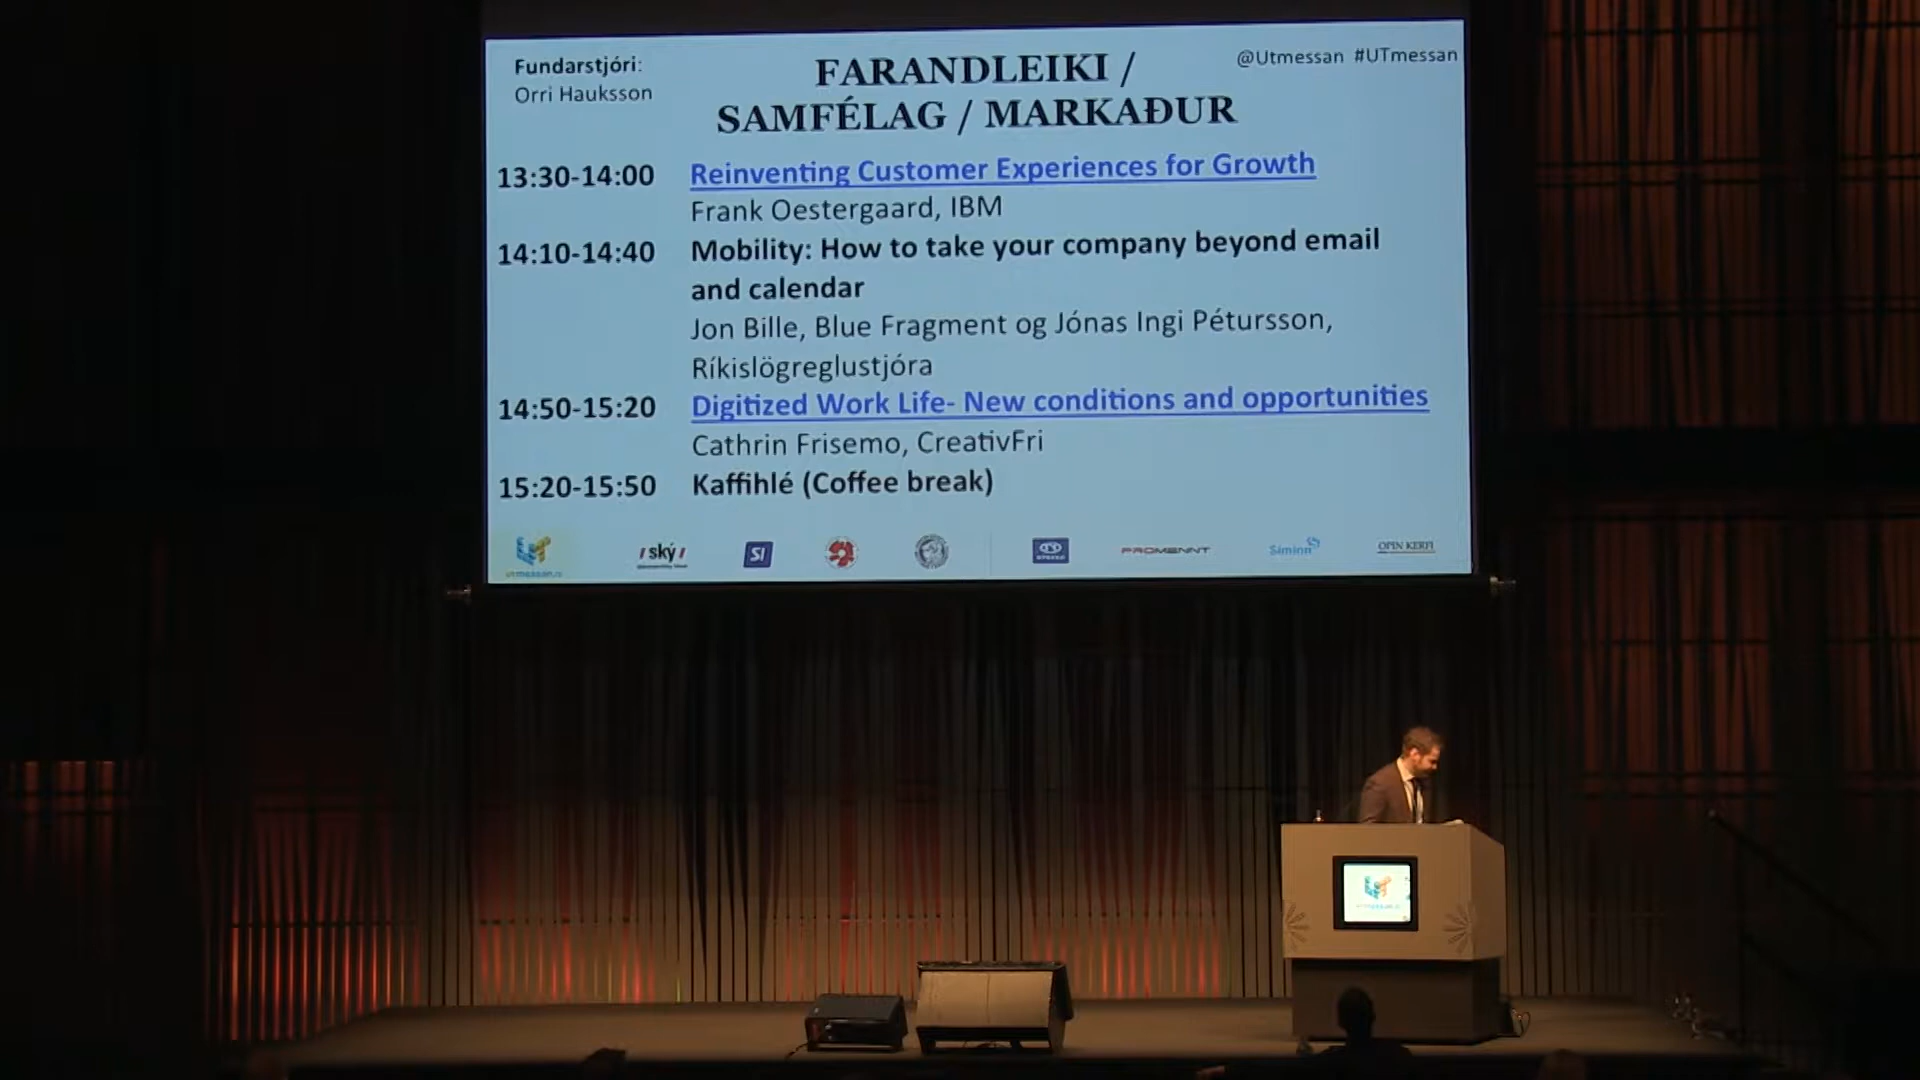 Fundarstjóri:
Orri Hauksson
FARANDLEIKI /
SAMFÉLAG / MARKAÐUR
@Utmessan #UTmessan
13:30-14:00 Reinventing Customer Experiences for Growth
Frank Oestergaard, IBM
14:10-14:40 Mobility: How to take your company beyond email
and calendar
Jon Bille, Blue Fragment og Jónas Ingi Pétursson,
Ríkislögreglustjóra
14:50-15:20 Digitized Work Life- New conditions and opportunities
Cathrin Frisemo, CreativFri
15:20-15:50 Kaffihlé (Coffee break)
ský
SI
PROMENNT
Síminn
OPIN KERFI